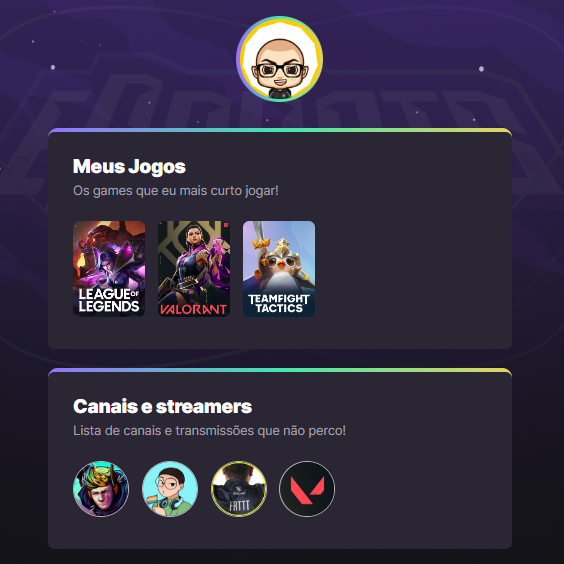 Meus Jogos
Os games que eu mais curto jogar!
LEAGUE OF
LEGENDS
VALORANT
TEAMFIGHT
TACTICS
Canais e streamers
Lista de canais e transmissões que não perco!
FRTTT